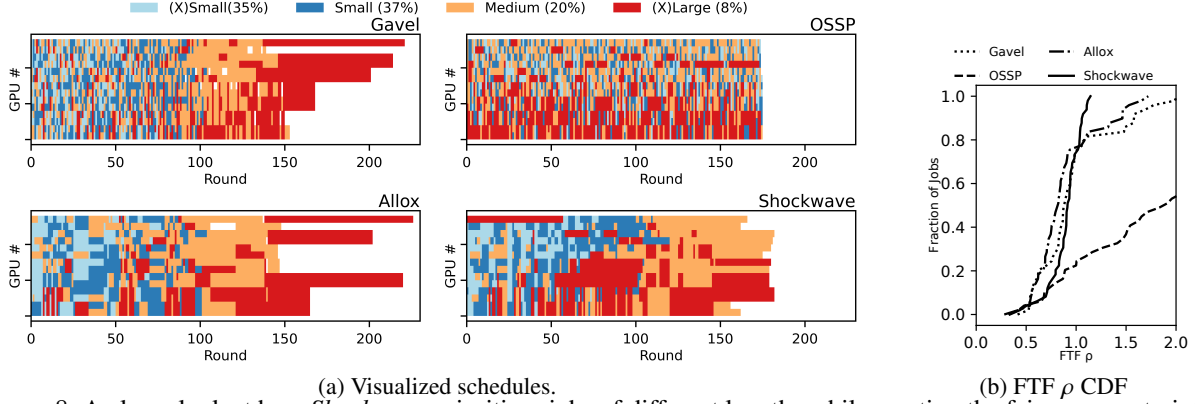 (X)Small(35%) Small (37%) Medium (20%) (X)Large (8%)
Gavel
GPU #
0 50 100 150 200
Round
OSSP
GPU #
0 50 100 150 200
Round
Allox
GPU #
0 50 100 150 200
Round
Shockwave
GPU #
0 50 100 150 200
Round
(a) Visualized schedules.
Gavel Allox
OSSP Shockwave
Fraction of Jobs
1.0
0.8
0.6
0.4
0.2
0.0
0.0 0.5 1.0 1.5 2.0
FTF ρ
(b) FTF ρ CDF